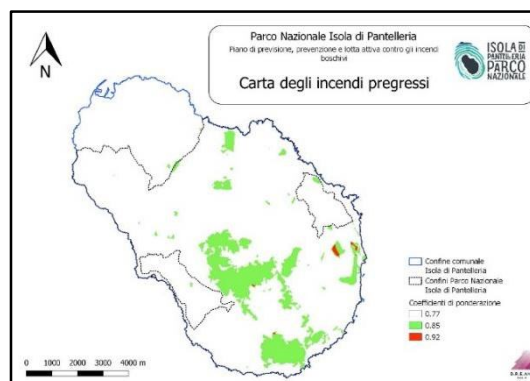 Parco Nazionale Isola di Pantelleria
Piano di previsione, prevenzione e lotta attiva contro gli incendi
boschivi
Carta degli incendi pregressi
ISOLA DI
PANTELLERIA
PARCO
NAZIONALE
N
Confine comunale
Isola di Pantelleria
Confini Parco Nazionale
Isola di Pantelleria
Coefficienti di ponderazione
0.77
0.85
0.92
0 1000 2000 3000 4000 m